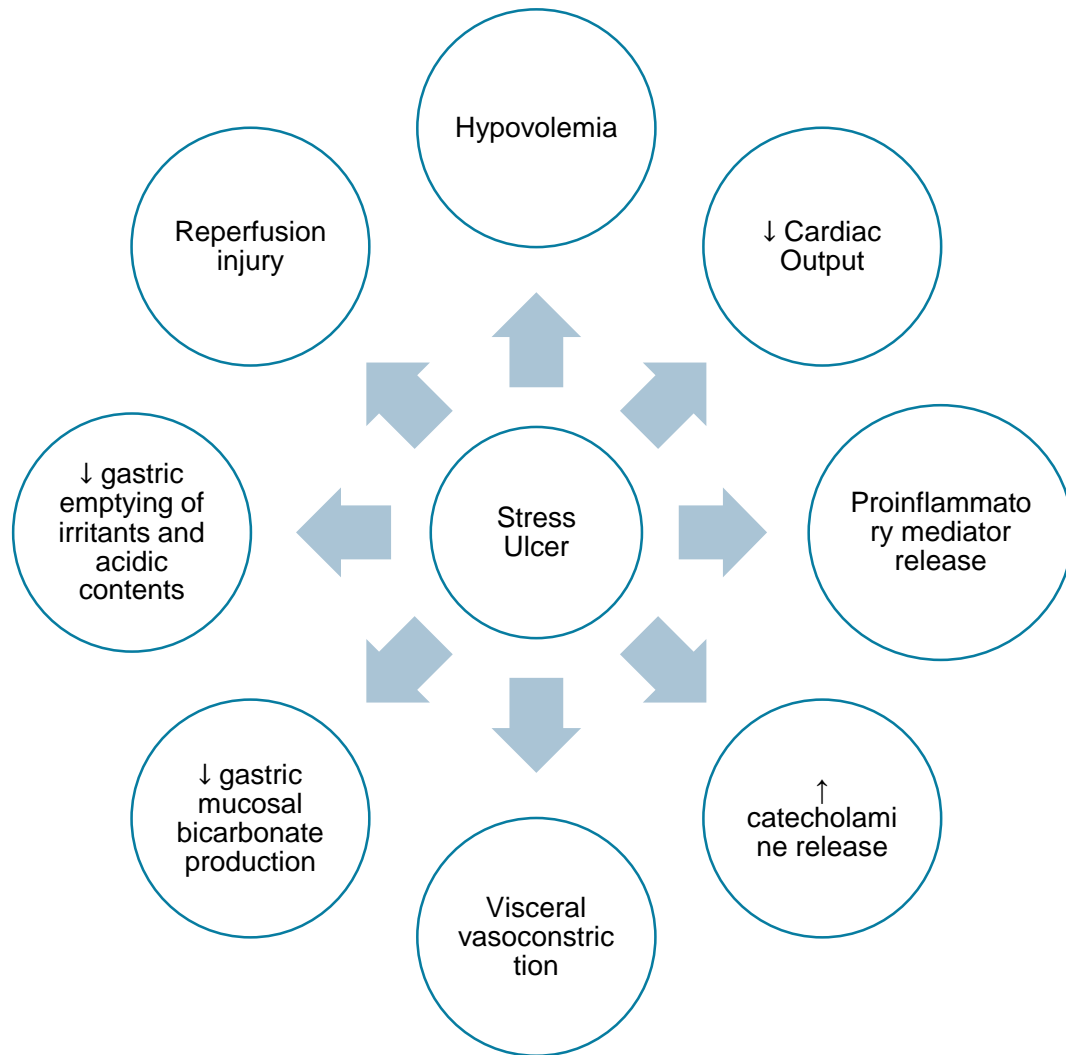 Hypovolemia
↓ Cardiac
Output
Proinflammato
ry mediator
release
↑
catecholami
ne release
Visceral
vasoconstric
tion
↓ gastric
mucosal
bicarbonate
production
↓ gastric
emptying of
irritants and
acidic
contents
Reperfusion
injury
Stress
Ulcer